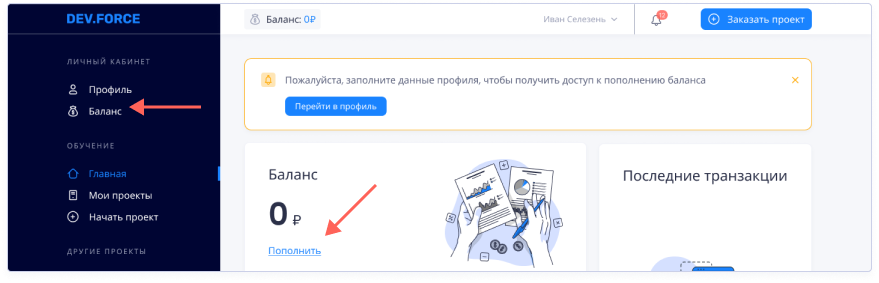 DEV.FORCE
Баланс: 0₽
Иван Селезень
12
Заказать проект
ЛИЧНЫЙ КАБИНЕТ
Профиль
Баланс
ОБУЧЕНИЕ
Главная
Мои проекты
Начать проект
ДРУГИЕ ПРОЕКТЫ
Пожалуйста, заполните данные профиля, чтобы получить доступ к пополнению баланса
Перейти в профиль
Баланс
0 ₽
Пополнить
Последние транзакции